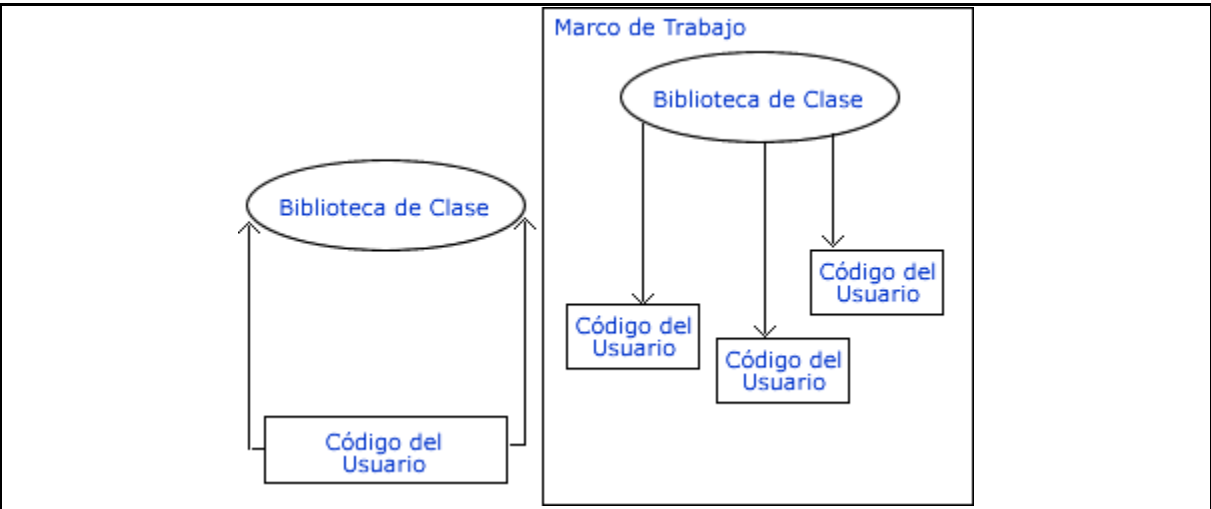 Marco de Trabajo
Biblioteca de Clase
Biblioteca de Clase
Código del
Usuario
Código del
Usuario
Código del
Usuario
Código del
Usuario